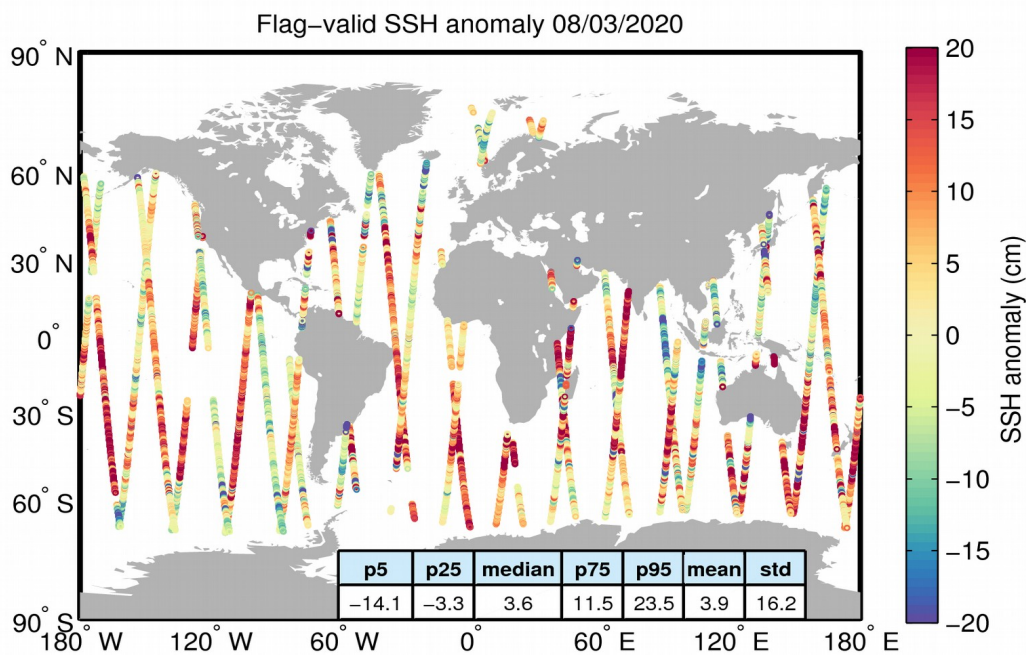 Flag−valid SSH anomaly 08/03/2020
90° N
60° N
30° N
0°
30° S
60° S
90° S
180° W 120° W 60° W 0° 60° E 120° E 180° E
p5 p25 median p75 p95 mean std
−14.1 −3.3 3.6 11.5 23.5 3.9 16.2
20
15
10
5
0
−5
−10
−15
−20
SSH anomaly (cm)